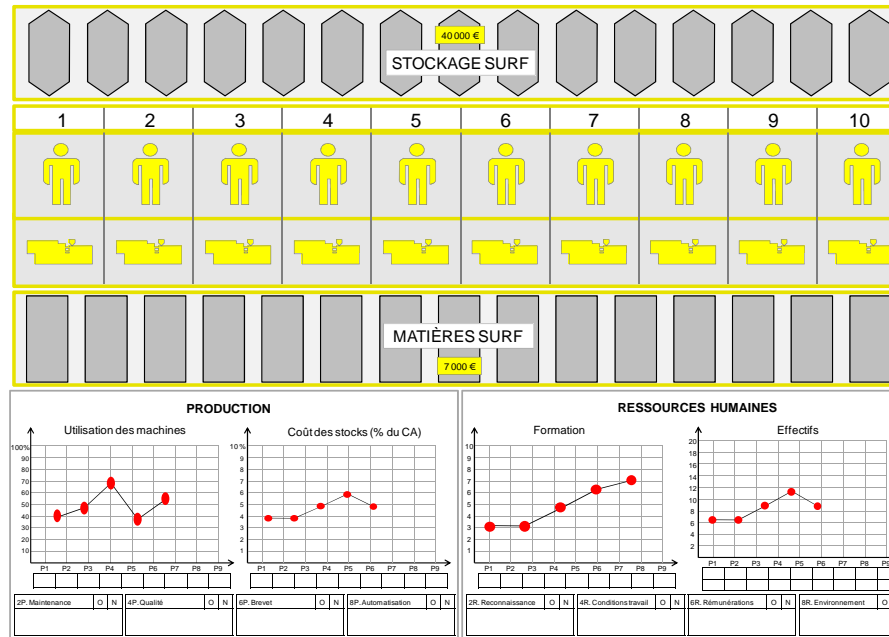 40 000 €
STOCKAGE SURF
1 2 3 4 5 6 7 8 9 10
MATIÈRES SURF
7 000 €
PRODUCTION
Utilisation des machines
100%
90
80
70
60
50
40
30
20
10
P1 P2 P3 P4 P5 P6 P7 P8 P9
Coût des stocks (% du CA)
10%
9
8
7
6
5
4
3
2
1
P1 P2 P3 P4 P5 P6 P7 P8 P9
2P. Maintenance O N
4P. Qualité O N
6P. Brevet O N
8P. Automatisation O N
RESSOURCES HUMAINES
Formation
10
9
8
7
6
5
4
3
2
1
P1 P2 P3 P4 P5 P6 P7 P8 P9
Effectifs
20
18
16
14
12
10
8
6
4
2
P1 P2 P3 P4 P5 P6 P7 P8 P9
2R. Reconnaissance O N
4R. Conditions travail O N
6R. Rémunérations O N
8R. Environnement O